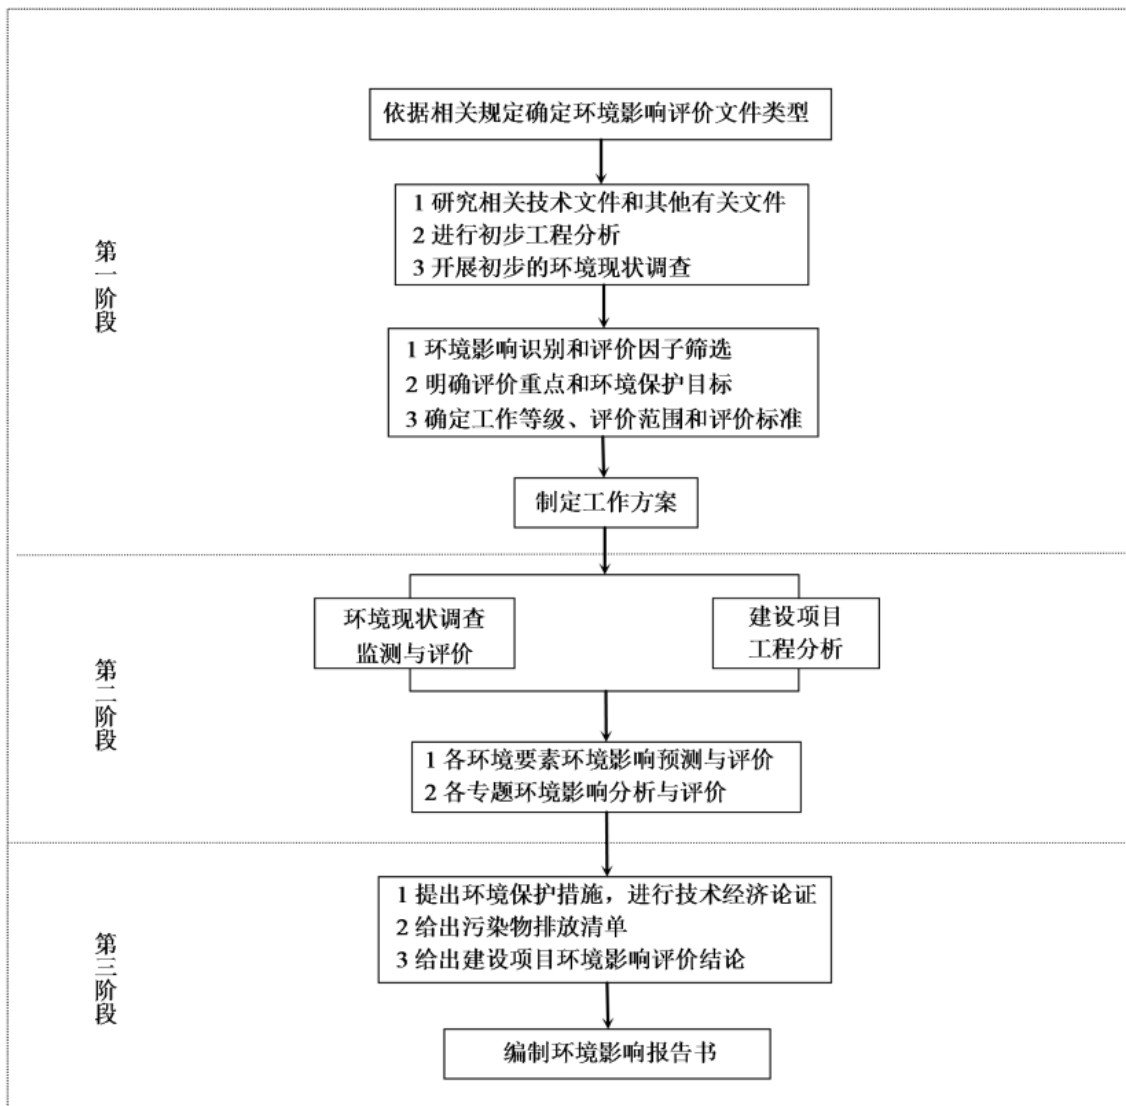 依据相关规定确定环境影响评价文件类型
1 研究相关技术文件和其他有关文件
2 进行初步工程分析
3 开展初步的环境现状调查
第一阶段
1 环境影响识别和评价因子筛选
2 明确评价重点和环境保护目标
3 确定工作等级、评价范围和评价标准
制定工作方案
环境现状调查
监测与评价
建设项目
工程分析
第二阶段
1 各环境要素环境影响预测与评价
2 各专题环境影响分析与评价
1 提出环境保护措施，进行技术经济论证
2 给出污染物排放清单
3 给出建设项目环境影响评价结论
第三阶段
编制环境影响报告书